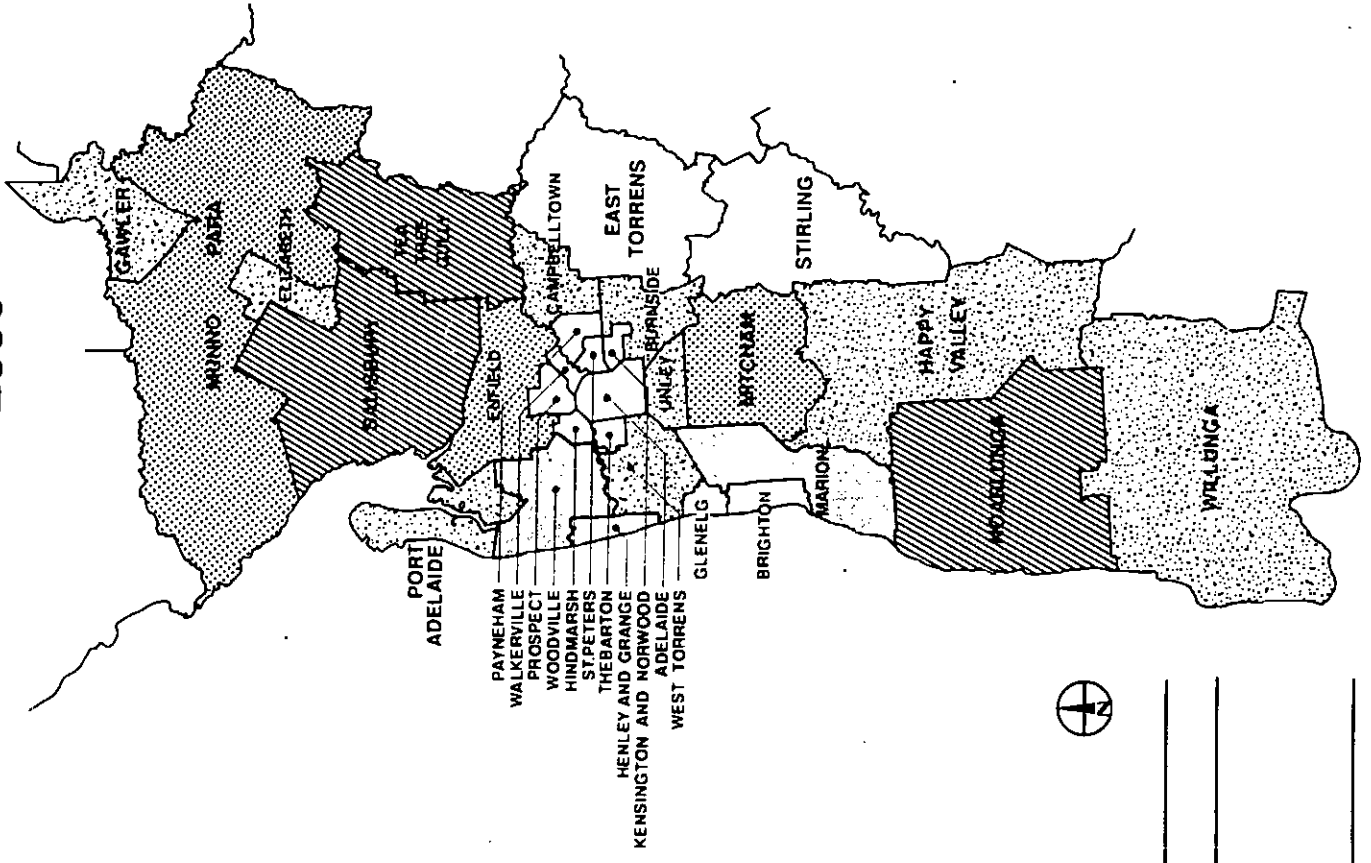 GAWLER
MUNNO PARA
ELIZABETH
TEA
TREE
GULLY
SALISBURY
ENFIELD
CAMPBELLTOWN
EAST
TORRENS
PORT
ADELAIDE
BURNSIDE
UNLEY
STIRLING
MITCHAM
PAYNEHAM
WALKERVILLE
PROSPECT
WOODVILLE
HINDMARSH
ST.PETERS
THEBARTON
HENLEY AND GRANGE
KENSINGTON AND NORWOOD
ADELAIDE
WEST TORRENS
GLENELG
BRIGHTON
MARION
HAPPY
VALLEY
NOARLUNGA
WILLUNGA
N